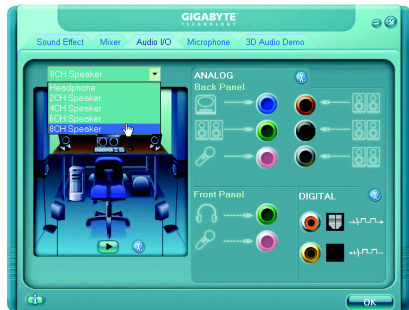 GIGABYTE
TECHNOLOGY
Sound Effect Mixer Audio I/O Microphone 3D Audio Demo
8CH Speaker
Headphone
2CH Speaker
4CH Speaker
6CH Speaker
8CH Speaker
ANALOG
Back Panel
Front Panel
DIGITAL
OK